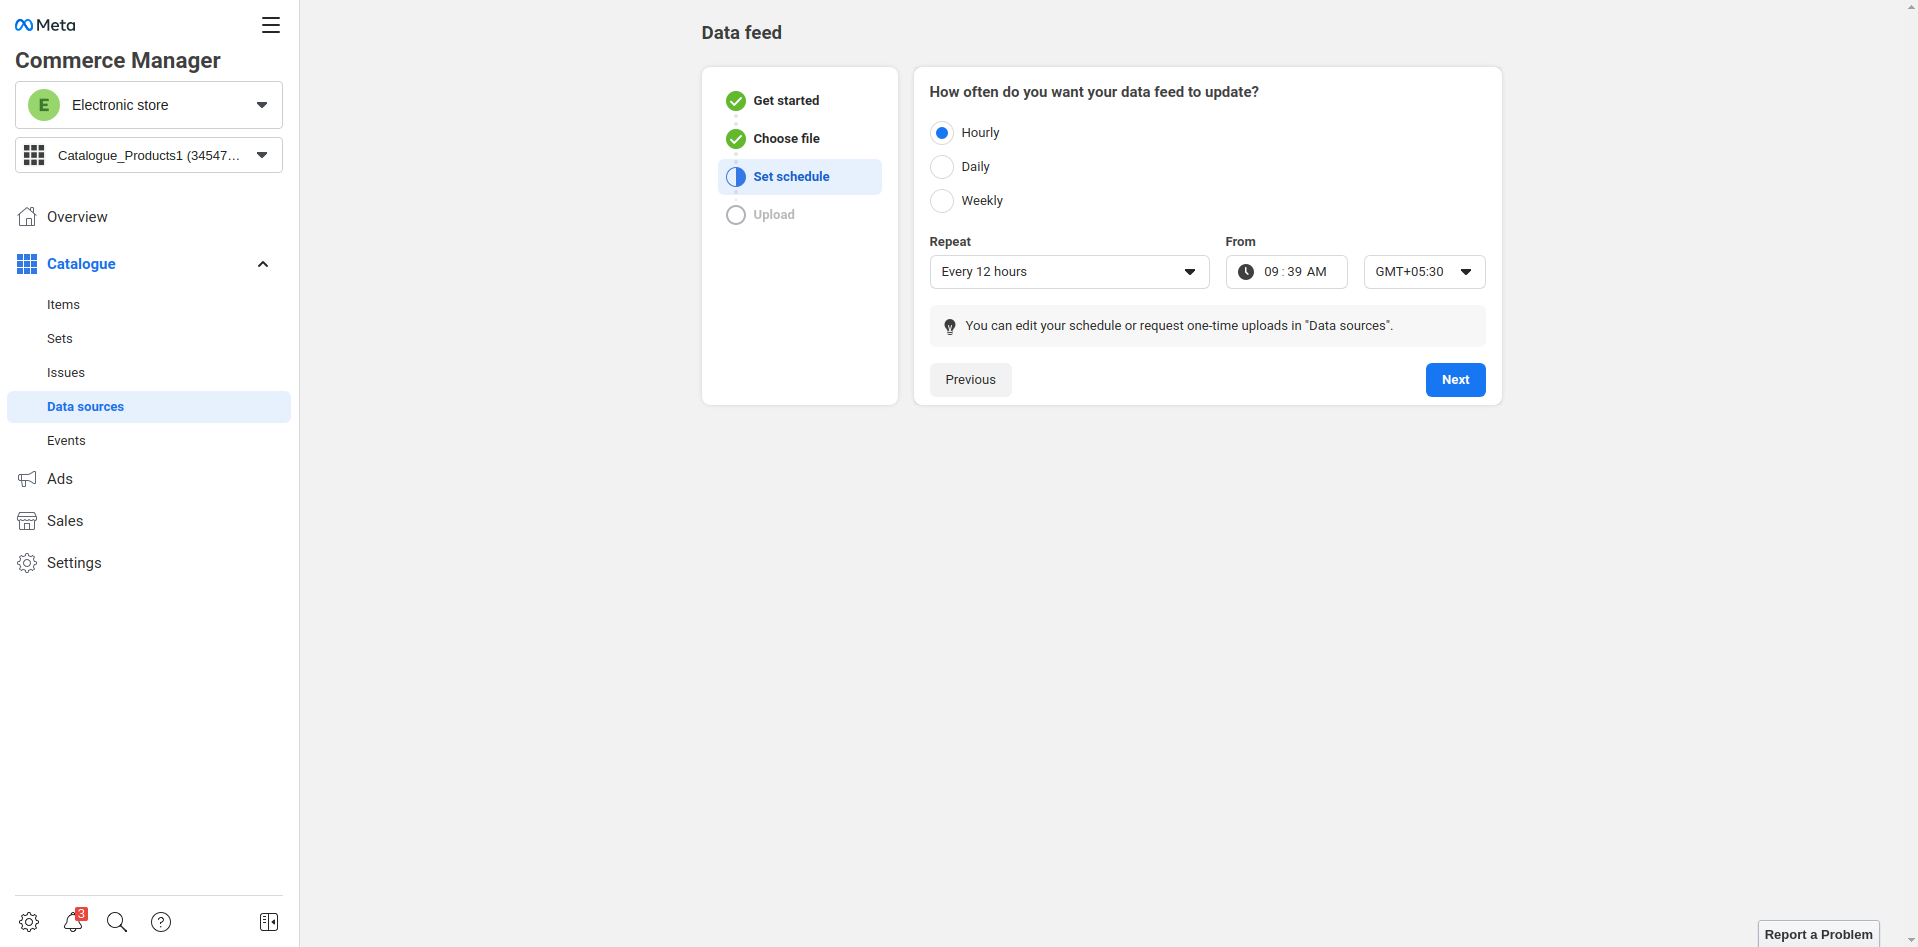 Meta
Commerce Manager
E
Electronic store
Catalogue_Products1 (34547...
Overview
Catalogue
Items
Sets
Issues
Data sources
Events
Ads
Sales
Settings
3
?
Data feed
Get started
Choose file
Set schedule
Upload
How often do you want your data feed to update?
Hourly
Daily
Weekly
Repeat
From
Every 12 hours
09 : 39 AM
GMT+05:30
You can edit your schedule or request one-time uploads in "Data sources".
Previous
Next
Report a Problem